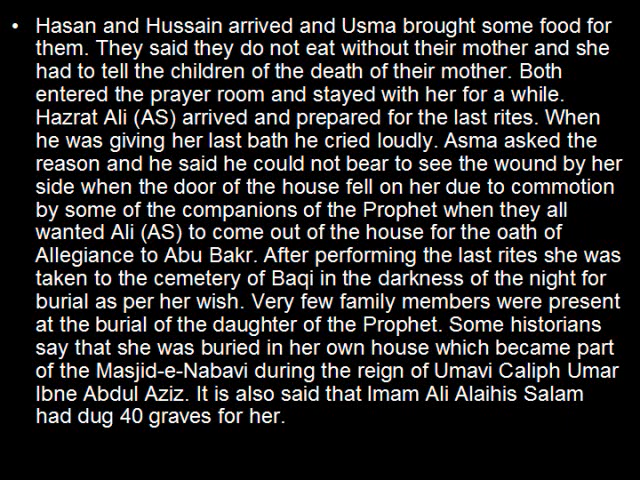 • Hasan and Hussain arrived and Usma brought some food for
them. They said they do not eat without their mother and she
had to tell the children of the death of their mother. Both
entered the prayer room and stayed with her for a while.
Hazrat Ali (AS) arrived and prepared for the last rites. When
he was giving her last bath he cried loudly. Asma asked the
reason and he said he could not bear to see the wound by her
side when the door of the house fell on her due to commotion
by some of the companions of the Prophet when they all
wanted Ali (AS) to come out of the house for the oath of
Allegiance to Abu Bakr. After performing the last rites she was
taken to the cemetery of Baqi in the darkness of the night for
burial as per her wish. Very few family members were present
at the burial of the daughter of the Prophet. Some historians
say that she was buried in her own house which became part
of the Masjid-e-Nabavi during the reign of Umavi Caliph Umar
Ibne Abdul Aziz. It is also said that Imam Ali Alaihis Salam
had dug 40 graves for her.